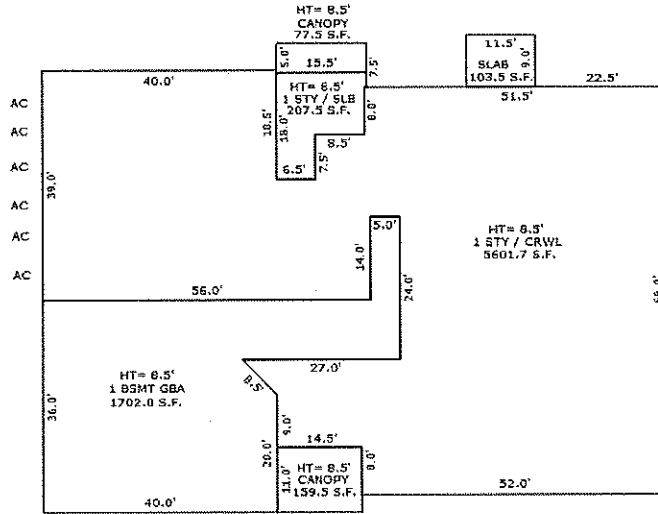 HT= 8.5'
CANOPY
77.5 S.F.
5.0'
15.5'
7.5'
11.5'
SLAB
103.5 S.F.
9.0'
40.0'
22.5'
51.5'
HT= 8.5'
1 STY / SLB
207.5 S.F.
AC
AC
AC
AC
AC
AC
39.0'
18.5'
18.0'
8.0'
8.5'
7.5'
6.5'
5.0'
HT= 8.5'
1 STY / CRWL
5601.7 S.F.
14.0'
24.0'
56.0'
27.0'
8.5'
HT= 8.5'
1 BSMT GBA
1702.0 S.F.
36.0'
9.0'
20.0'
14.5'
HT= 8.5'
CANOPY
159.5 S.F.
11.0'
8.0'
52.0'
40.0'